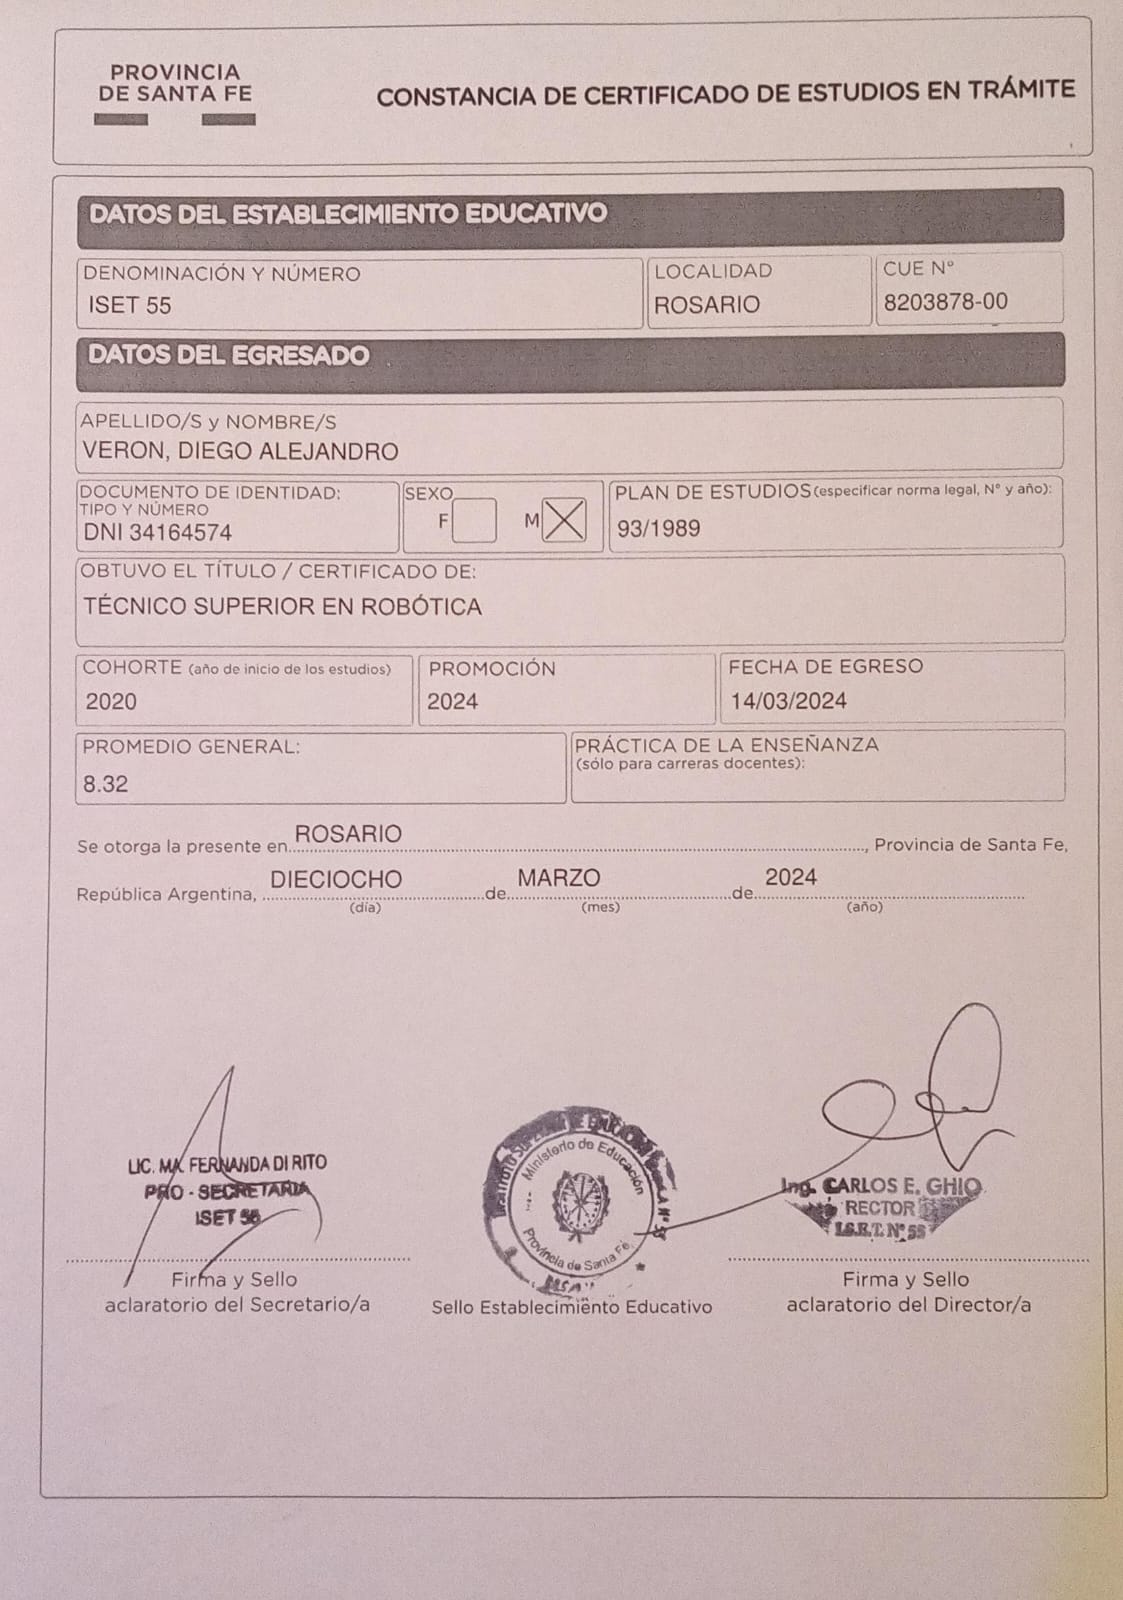 PROVINCIA
DE SANTA FE
CONSTANCIA DE CERTIFICADO DE ESTUDIOS EN TRÁMITE
DATOS DEL ESTABLECIMIENTO EDUCATIVO
DENOMINACIÓN Y NÚMERO
ISET 55
LOCALIDAD
ROSARIO
CUE N°
8203878-00
DATOS DEL EGRESADO
APELLIDO/S y NOMBRE/S
VERON, DIEGO ALEJANDRO
DOCUMENTO DE IDENTIDAD:
TIPO Y NÚMERO
DNI 34164574
SEXO
F
M
PLAN DE ESTUDIOS (especificar norma legal, N° y año):
93/1989
OBTUVO EL TÍTULO / CERTIFICADO DE:
TÉCNICO SUPERIOR EN ROBÓTICA
COHORTE (año de inicio de los estudios)
2020
PROMOCIÓN
2024
FECHA DE EGRESO
14/03/2024
PROMEDIO GENERAL:
8.32
PRÁCTICA DE LA ENSEÑANZA
(sólo para carreras docentes):
Se otorga la presente en ROSARIO, Provincia de Santa Fe,
República Argentina, DIECIOCHO de MARZO de 2024
(día) (mes) (año)
LIC. MA. FERNANDA DI RITO
PRO - SECRETARIA
ISET 55
Ministerio de Educación
Provincia de Santa Fe
Ing. CARLOS E. GHIO
RECTOR
I.S.E.T. N° 55
Firma y Sello
aclaratorio del Secretario/a
Sello Establecimiento Educativo
Firma y Sello
aclaratorio del Director/a